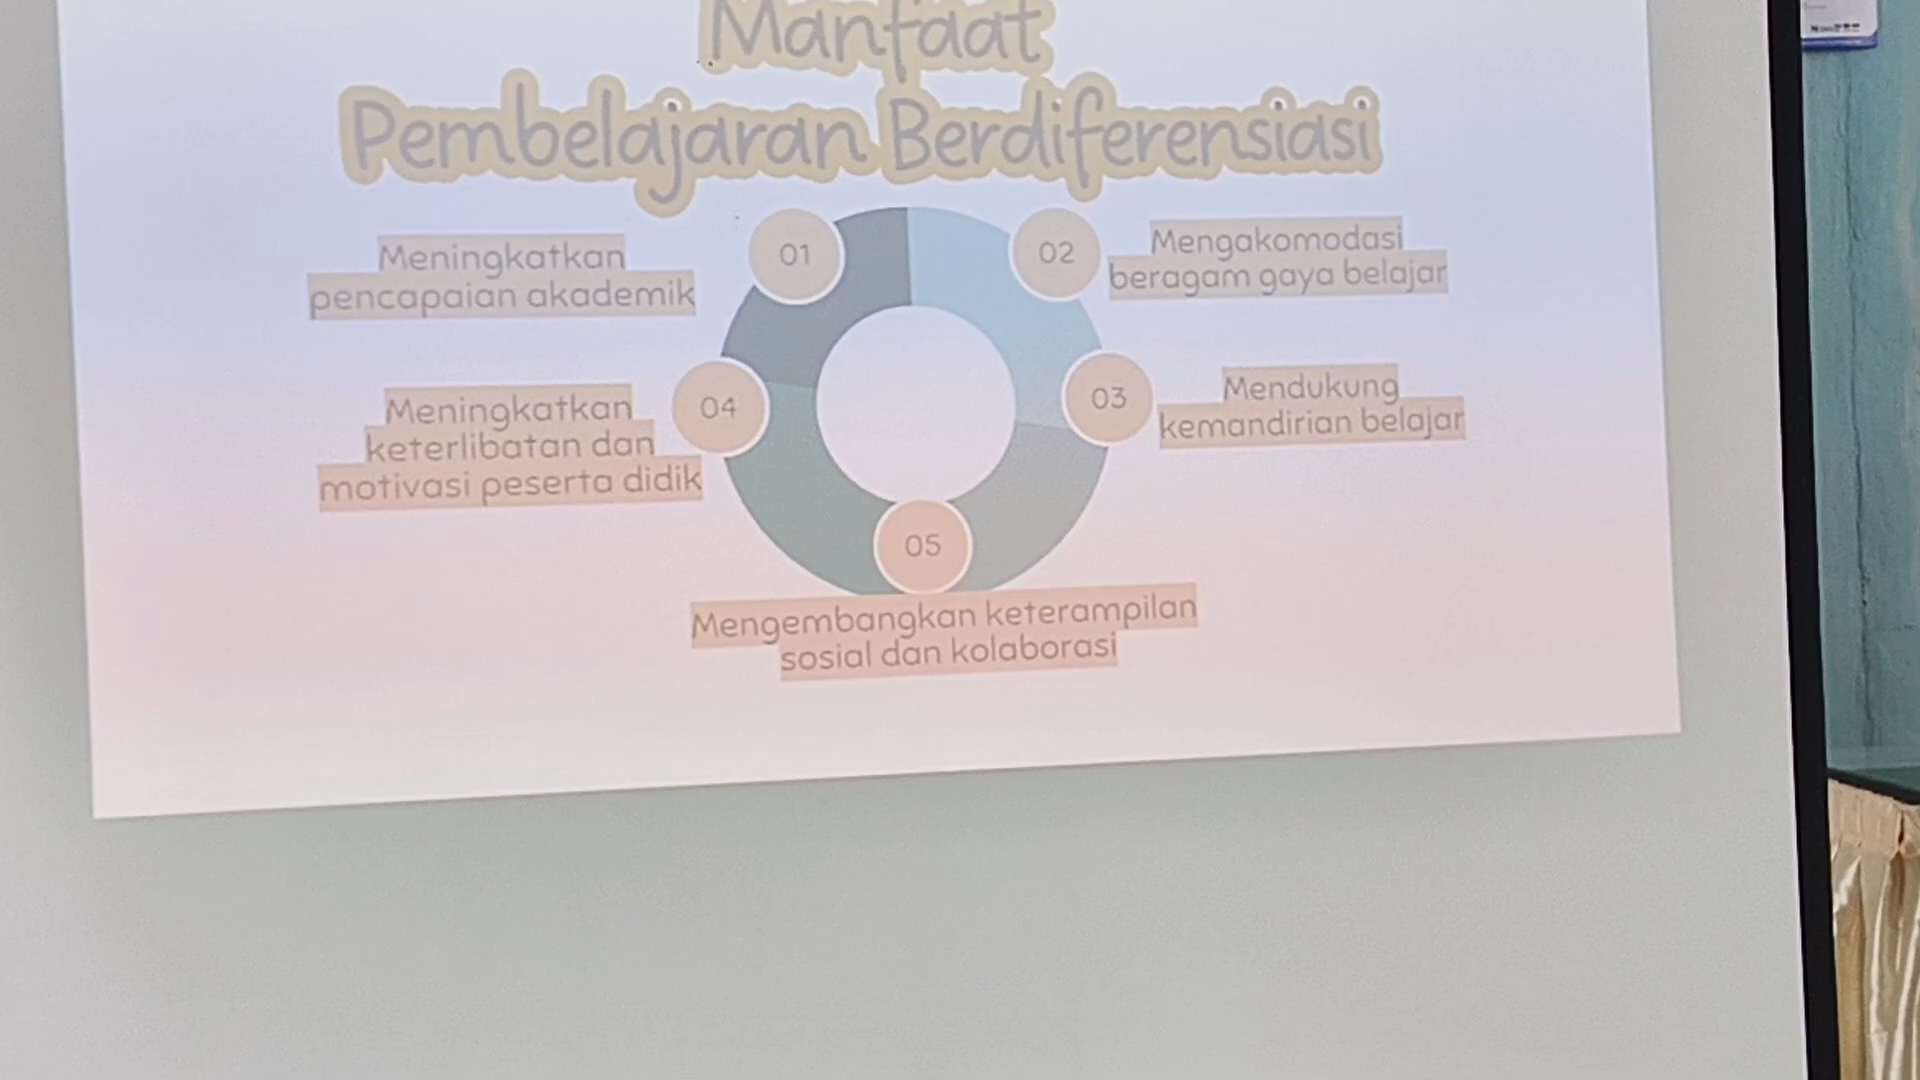 Manfaat
Pembelajaran Berdiferensiasi
01
Meningkatkan
pencapaian akademik
02
Mengakomodasi
beragam gaya belajar
03
Mendukung
kemandirian belajar
04
Meningkatkan
keterlibatan dan
motivasi peserta didik
05
Mengembangkan keterampilan
sosial dan kolaborasi